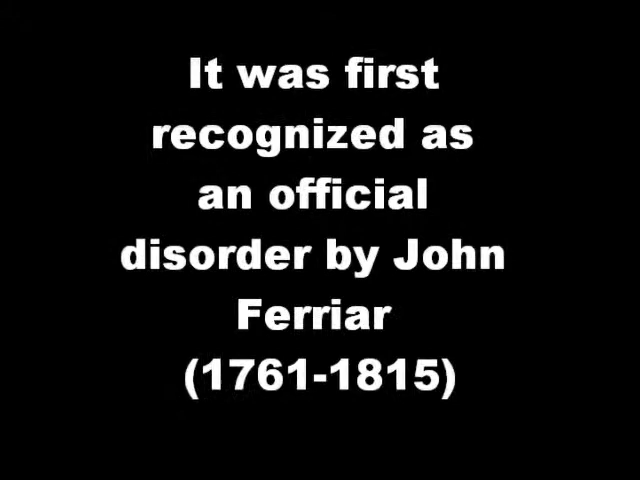 It was first
recognized as
an official
disorder by John
Ferriar
(1761-1815)